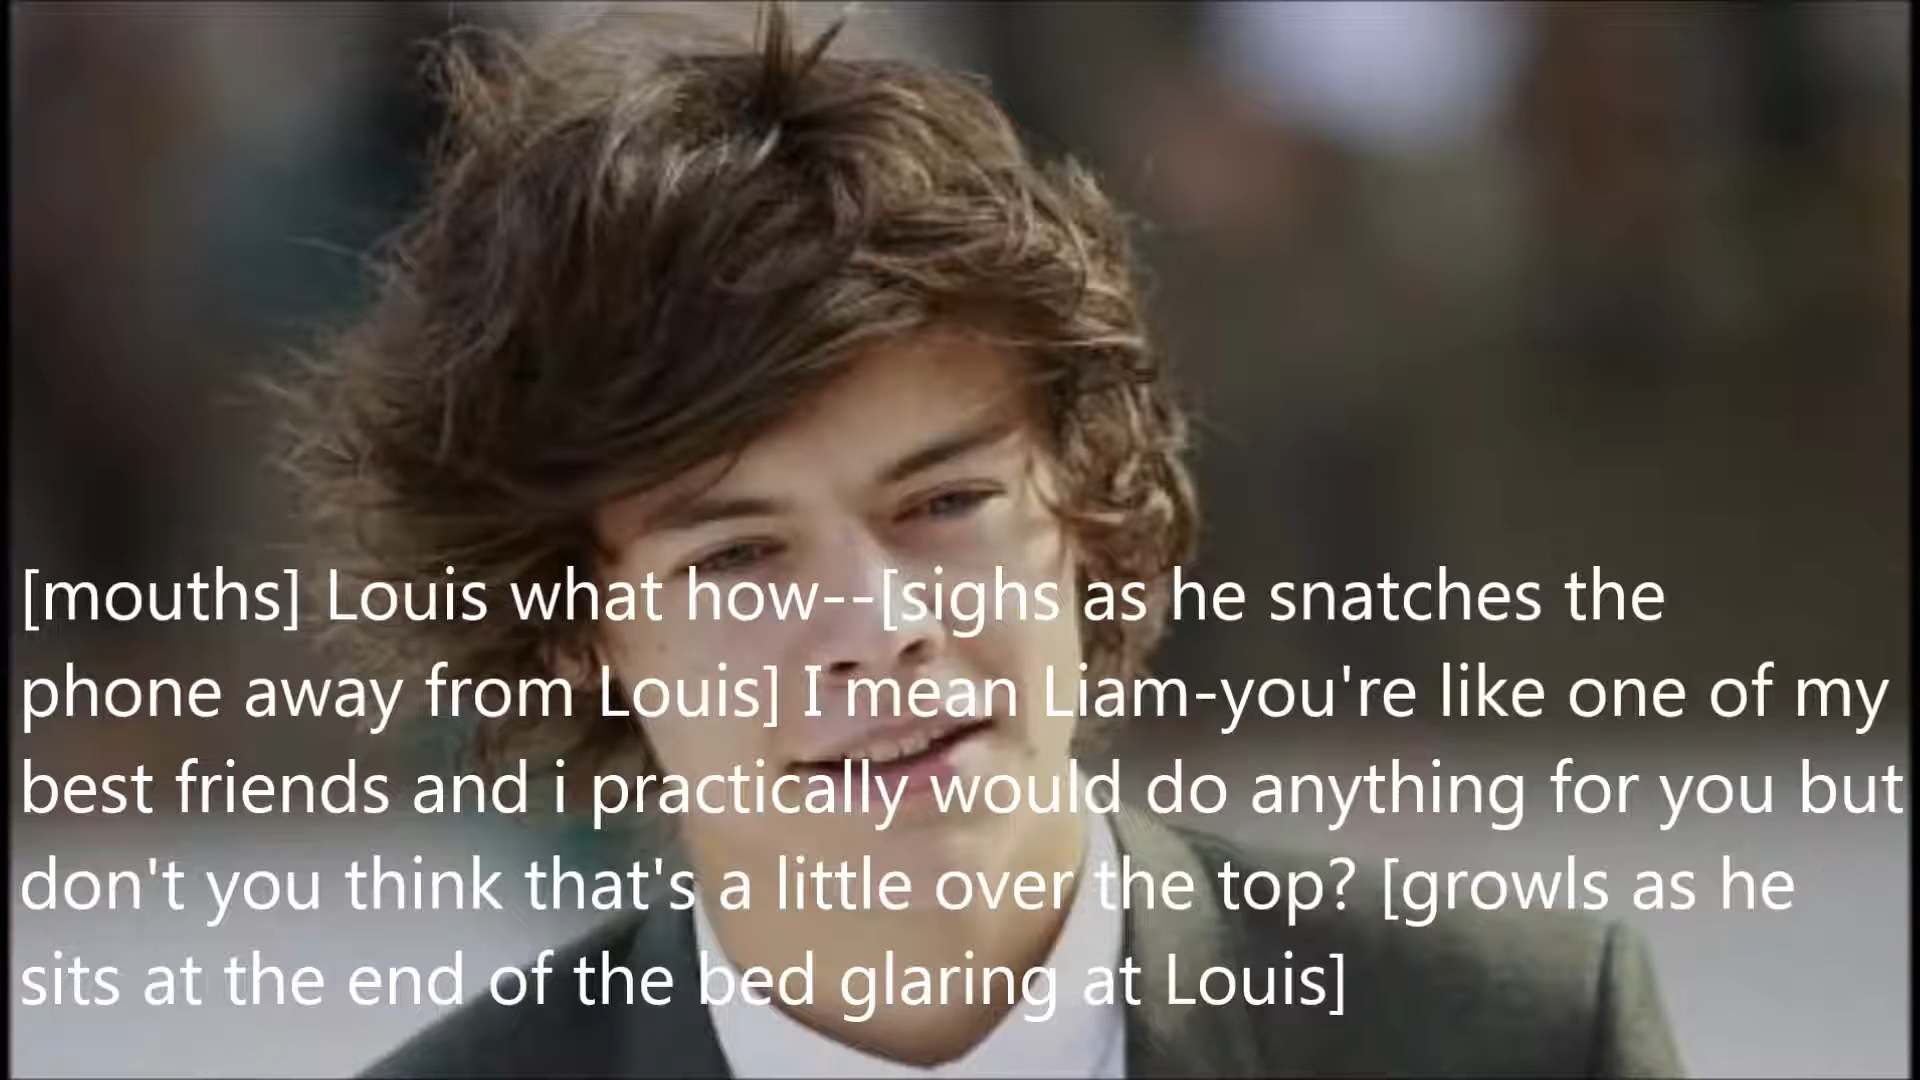 [mouths] Louis what how--[sighs as he snatches the
phone away from Louis] I mean Liam-you're like one of my
best friends and i practically would do anything for you but
don't you think that's a little over the top? [growls as he
sits at the end of the bed glaring at Louis]